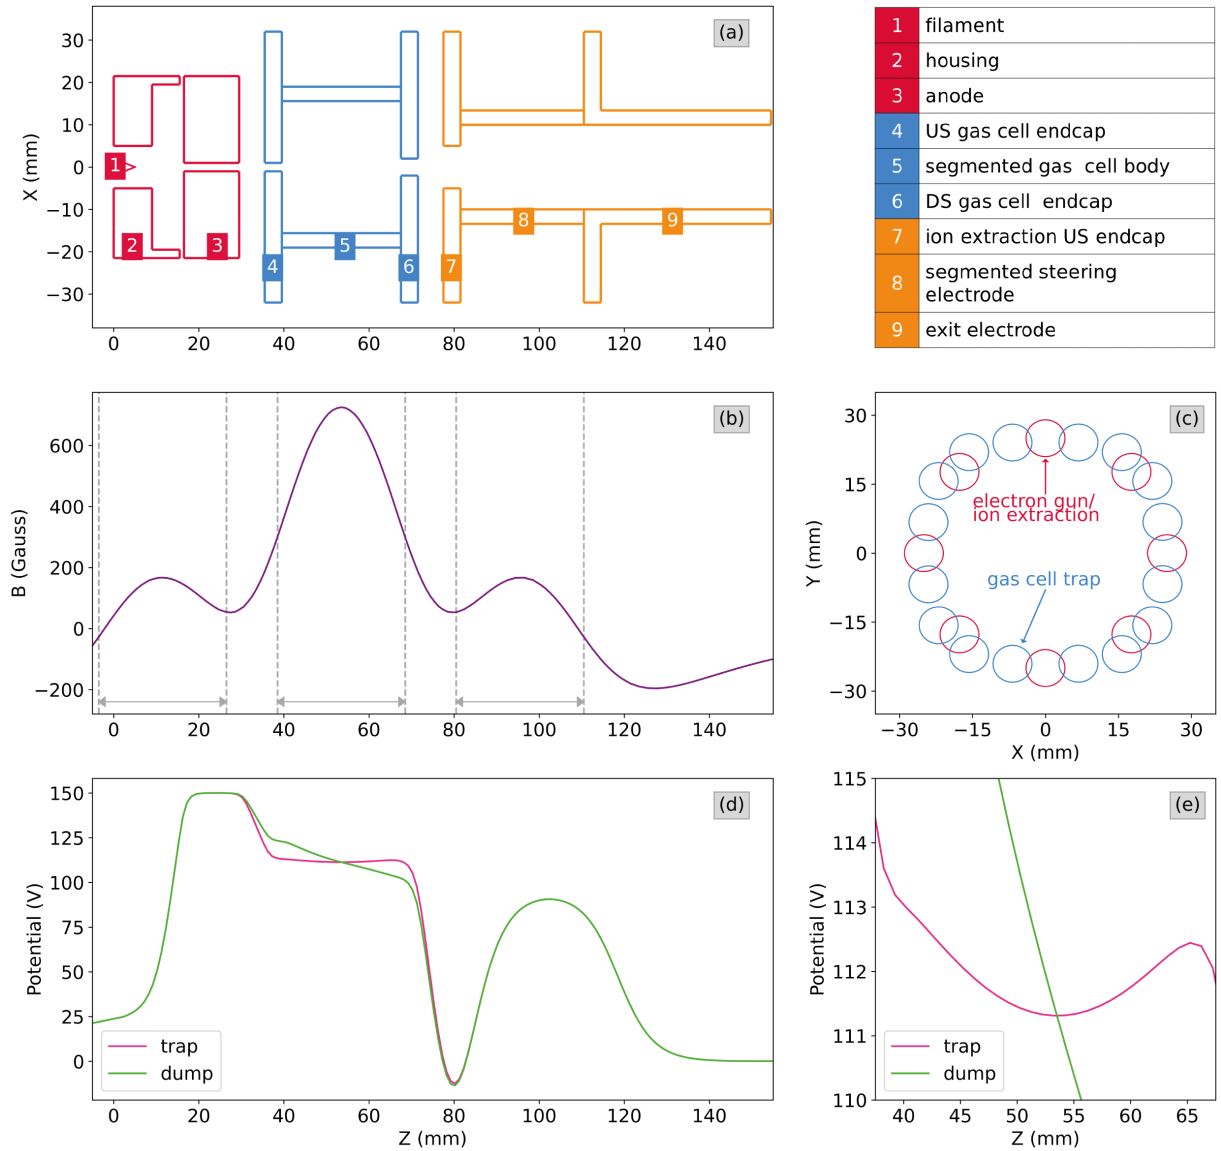 (a)
X (mm)
30
20
10
0
−10
−20
−30
1
2
3
4
5
6
7
8
9
0 20 40 60 80 100 120 140
1 filament
2 housing
3 anode
4 US gas cell endcap
5 segmented gas cell body
6 DS gas cell endcap
7 ion extraction US endcap
8 segmented steering
electrode
9 exit electrode
(b)
B (Gauss)
600
400
200
0
−200
0 20 40 60 80 100 120 140
(c)
Y (mm)
30
15
0
−15
−30
electron gun/
ion extraction
gas cell trap
−30 −15 0 15 30
X (mm)
(d)
Potential (V)
150
125
100
75
50
25
0
trap
dump
0 20 40 60 80 100 120 140
Z (mm)
(e)
Potential (V)
115
114
113
112
111
110
trap
dump
40 45 50 55 60 65
Z (mm)